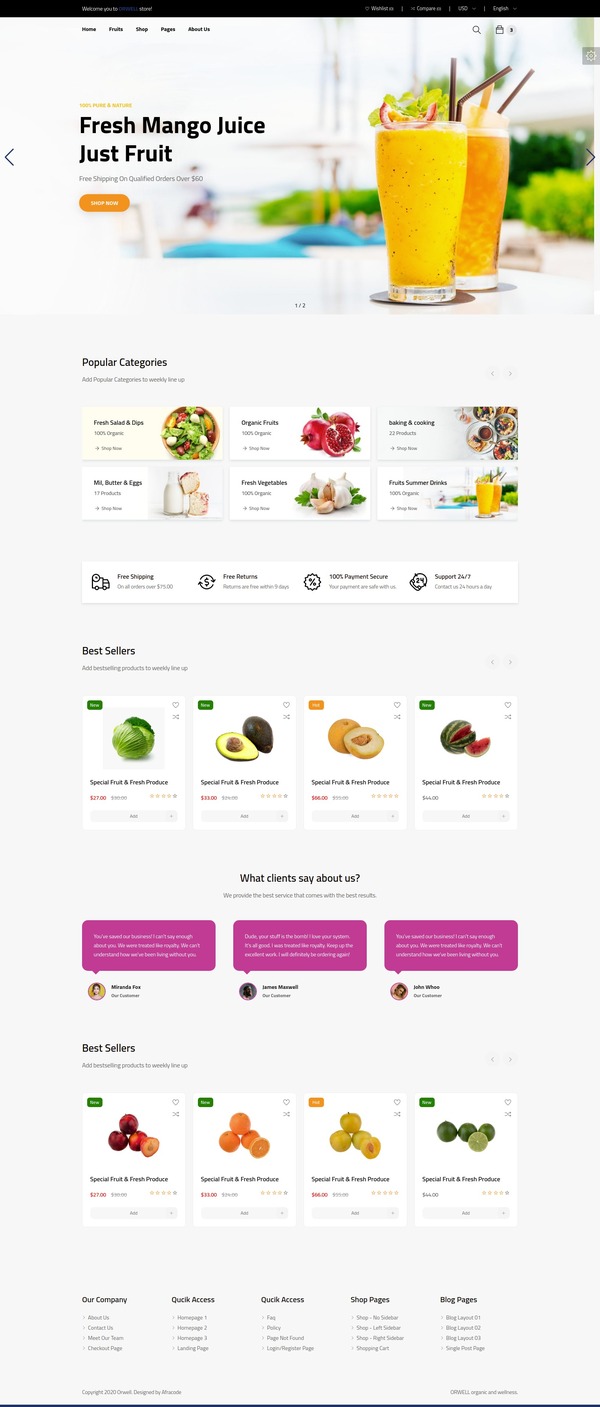 Welcome you to ORWELL store!
Wishlist (0) | Compare (0) | USD | English
Home Fruits Shop Pages About Us
3
100% PURE & NATURE
Fresh Mango Juice
Just Fruit
Free Shipping On Qualified Orders Over $60
SHOP NOW
1 / 2
Popular Categories
Add Popular Categories to weekly line up
Fresh Salad & Dips
100% Organic
Shop Now
Organic Fruits
100% Organic
Shop Now
baking & cooking
22 Products
Shop Now
Mil, Butter & Eggs
17 Products
Shop Now
Fresh Vegetables
100% Organic
Shop Now
Fruits Summer Drinks
100% Organic
Shop Now
Free Shipping
On all orders over $75.00
Free Returns
Returns are free within 9 days
100% Payment Secure
Your payment are safe with us.
24
Support 24/7
Contact us 24 hours a day
Best Sellers
Add bestselling products to weekly line up
New
Special Fruit & Fresh Produce
$27.00 $30.00
Add +
New
Special Fruit & Fresh Produce
$33.00 $24.00
Add +
Hot
Special Fruit & Fresh Produce
$66.00 $55.00
Add +
New
Special Fruit & Fresh Produce
$44.00
Add +
What clients say about us?
We provide the best service that comes with the best results.
You've saved our business! I can't say enough
about you. We were treated like royalty. We can't
understand how we've been living without you.
Miranda Fox
Our Customer
Dude, your stuff is the bomb! I love your system.
It's all good. I was treated like royalty. Keep up the
excellent work. I will definitely be ordering again!
James Maxwell
Our Customer
You've saved our business! I can't say enough
about you. We were treated like royalty. We can't
understand how we've been living without you.
John Whoo
Our Customer
Best Sellers
Add bestselling products to weekly line up
New
Special Fruit & Fresh Produce
$27.00 $30.00
Add +
New
Special Fruit & Fresh Produce
$33.00 $24.00
Add +
Hot
Special Fruit & Fresh Produce
$66.00 $55.00
Add +
New
Special Fruit & Fresh Produce
$44.00
Add +
Our Company
About Us
Contact Us
Meet Our Team
Checkout Page
Qucik Access
Homepage 1
Homepage 2
Homepage 3
Landing Page
Qucik Access
Faq
Policy
Page Not Found
Login/Register Page
Shop Pages
Shop - No Sidebar
Shop - Left Sidebar
Shop - Right Sidebar
Shopping Cart
Blog Pages
Blog Layout 01
Blog Layout 02
Blog Layout 03
Single Post Page
Copyright 2020 Orwell. Designed by Afracode
ORWELL organic and wellness.